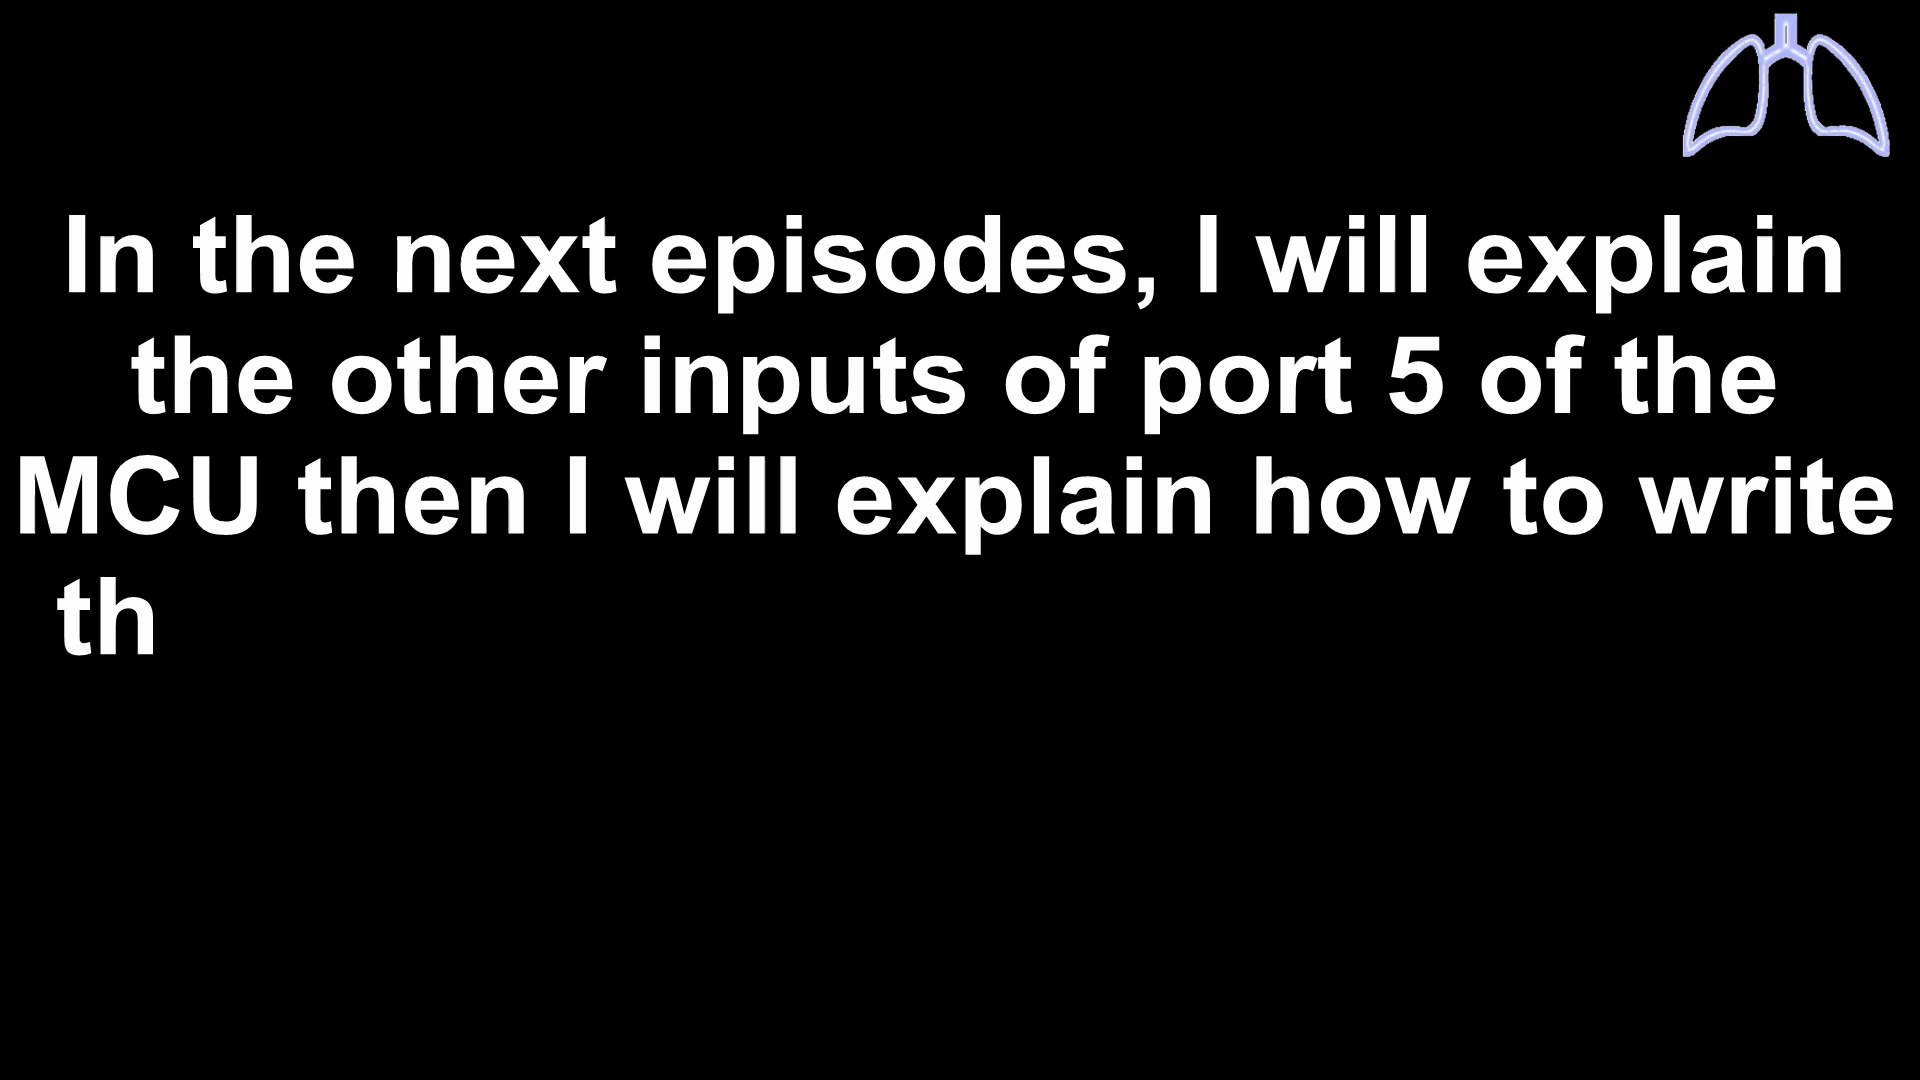 In the next episodes, I will explain
the other inputs of port 5 of the
MCU then I will explain how to write
th